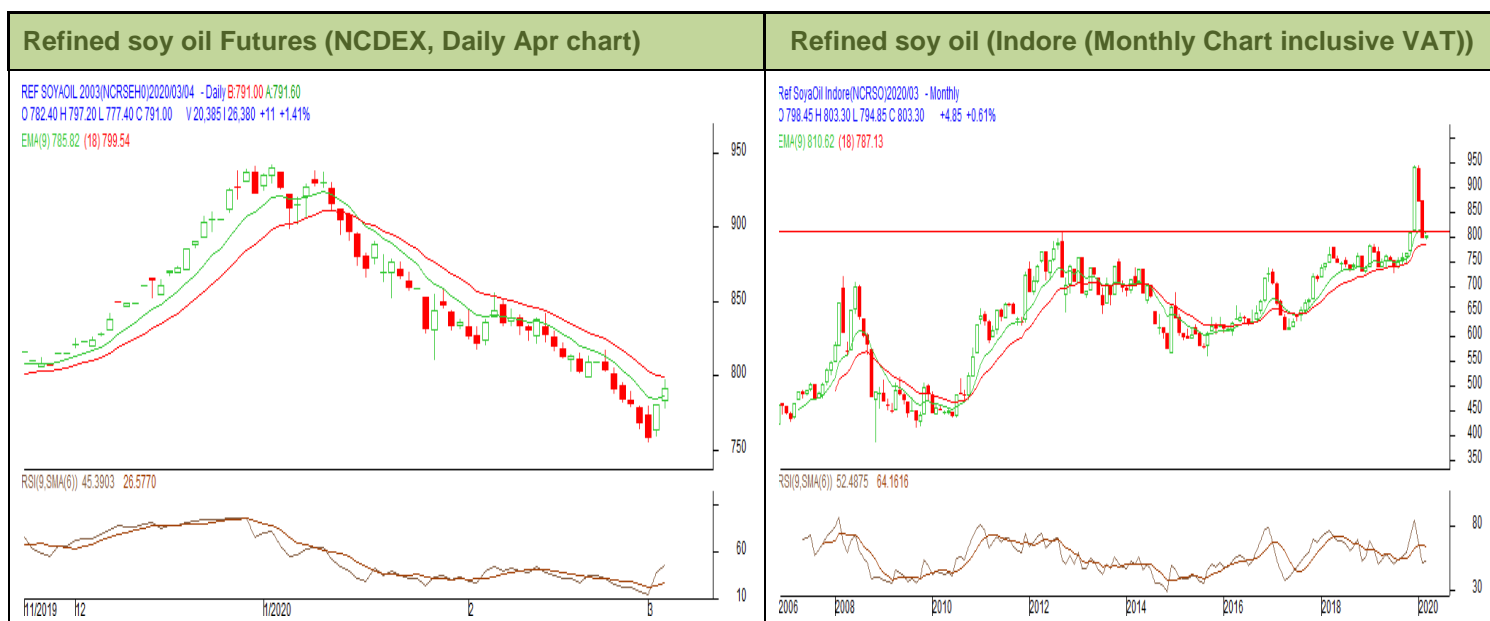 Refined soy oil Futures (NCDEX, Daily Apr chart)
REF SOYAOIL 2003(NCRSEH0)2020/03/04 - Daily B:791.00 A:791.60
O 782.40 H 797.20 L 777.40 C 791.00 V 20,385 I 26,380 +11 +1.41%
EMA(9) 785.82 (18) 799.54
950
900
850
800
750
RSI(9,SMA(6)) 45.3903 26.5770
60
10
11/2019 12 1/2020 2 3
Refined soy oil (Indore (Monthly Chart inclusive VAT))
Ref SoyaOil Indore(NCRSO)2020/03 - Monthly
O 798.45 H 803.30 L 794.85 C 803.30 +4.85 +0.61%
EMA(9) 810.62 (18) 787.13
950
900
850
800
750
700
650
600
550
500
450
400
350
RSI(9,SMA(6)) 52.4875 64.1616
80
30
2006 2008 2010 2012 2014 2016 2018 2020